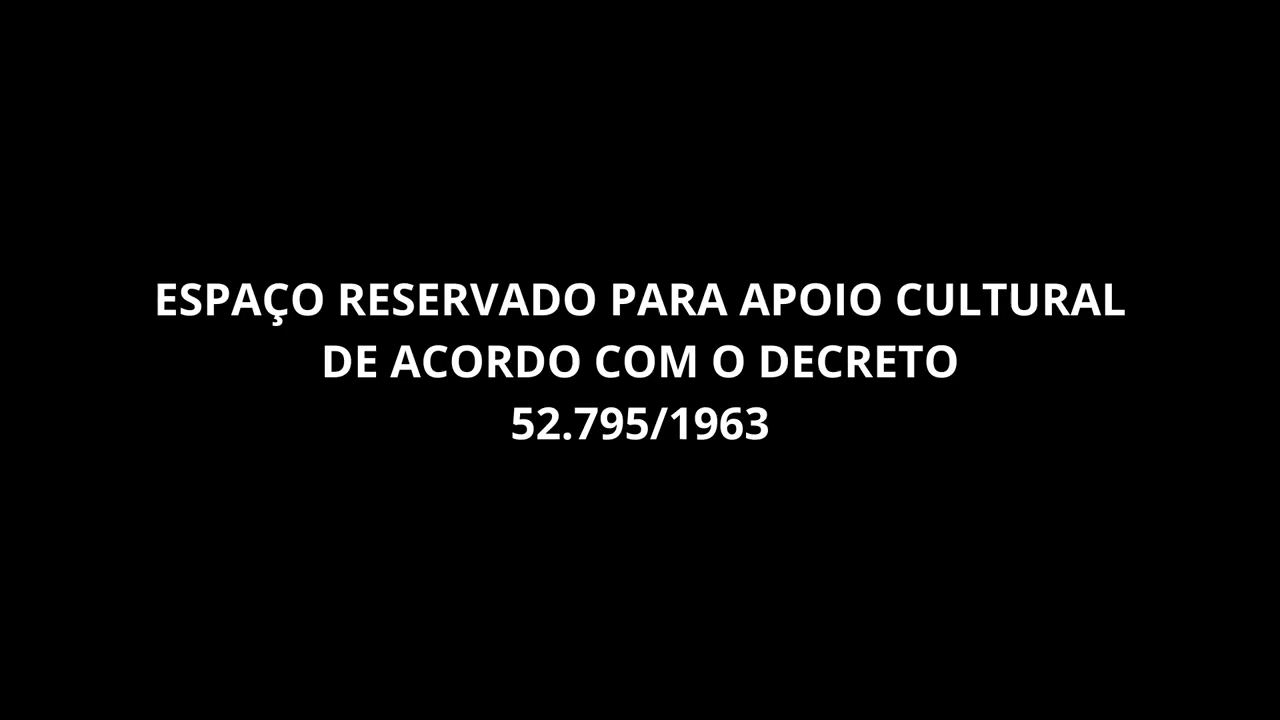 ESPAÇO RESERVADO PARA APOIO CULTURAL
DE ACORDO COM O DECRETO
52.795/1963